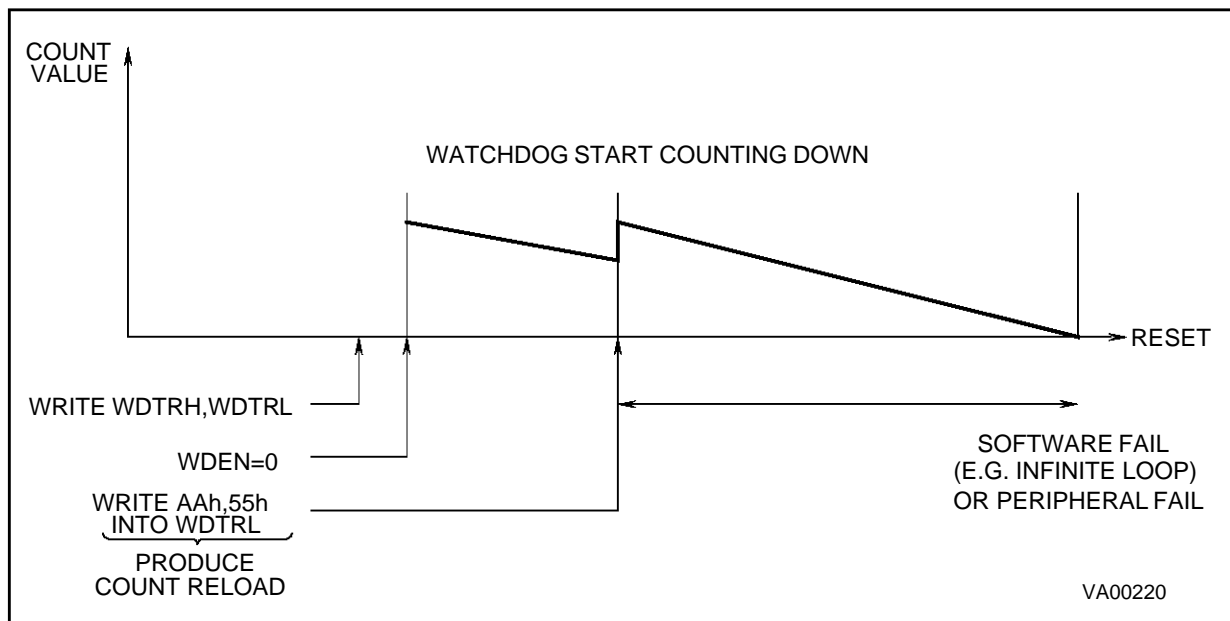 COUNT
VALUE
WATCHDOG START COUNTING DOWN
RESET
WRITE WDTRH,WDTRL
WDEN=0
WRITE AAh,55h
INTO WDTRL
PRODUCE
COUNT RELOAD
SOFTWARE FAIL
(E.G. INFINITE LOOP)
OR PERIPHERAL FAIL
VA00220